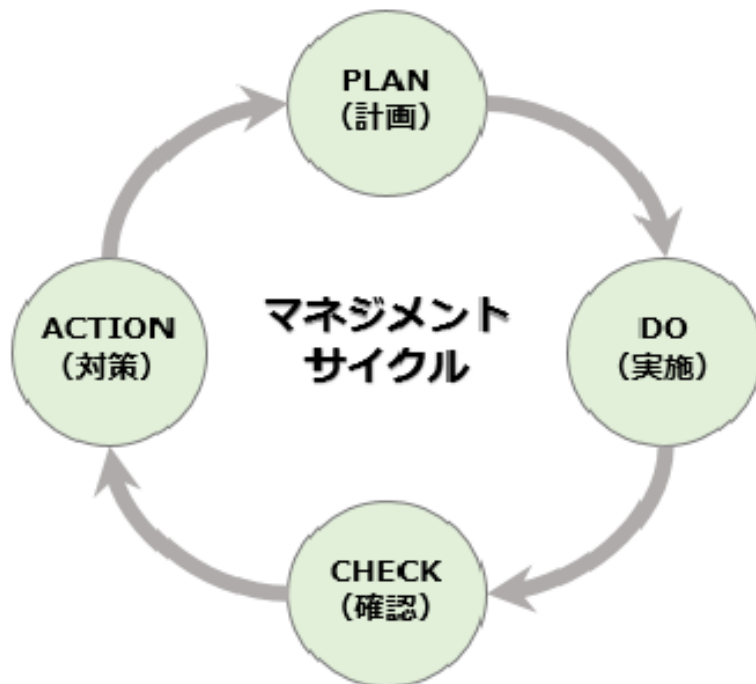 PLAN
（計画）
ACTION
（対策）
マネジメント
サイクル
DO
（実施）
CHECK
（確認）